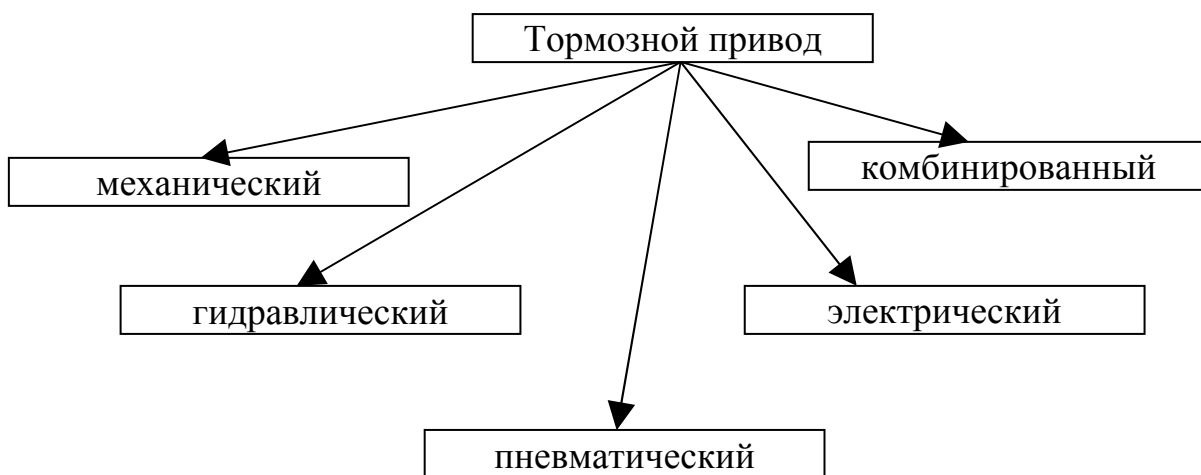 Тормозной привод
механический
комбинированный
гидравлический
электрический
пневматический